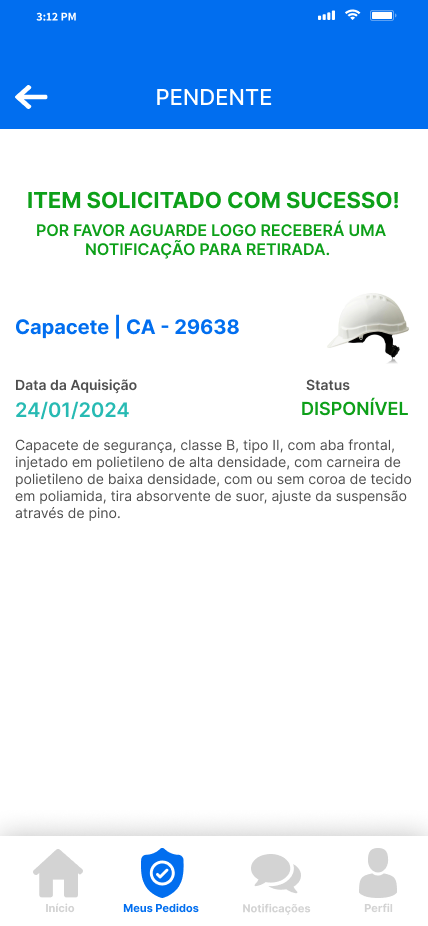 3:12 PM
PENDENTE
ITEM SOLICITADO COM SUCESSO!
POR FAVOR AGUARDE LOGO RECEBERÁ UMA
NOTIFICAÇÃO PARA RETIRADA.
Capacete | CA - 29638
Data da Aquisição
Status
24/01/2024
DISPONÍVEL
Capacete de segurança, classe B, tipo II, com aba frontal,
injetado em polietileno de alta densidade, com carneira de
polietileno de baixa densidade, com ou sem coroa de tecido
em poliamida, tira absorvente de suor, ajuste da suspensão
através de pino.
Início
Meus Pedidos
Notificações
Perfil